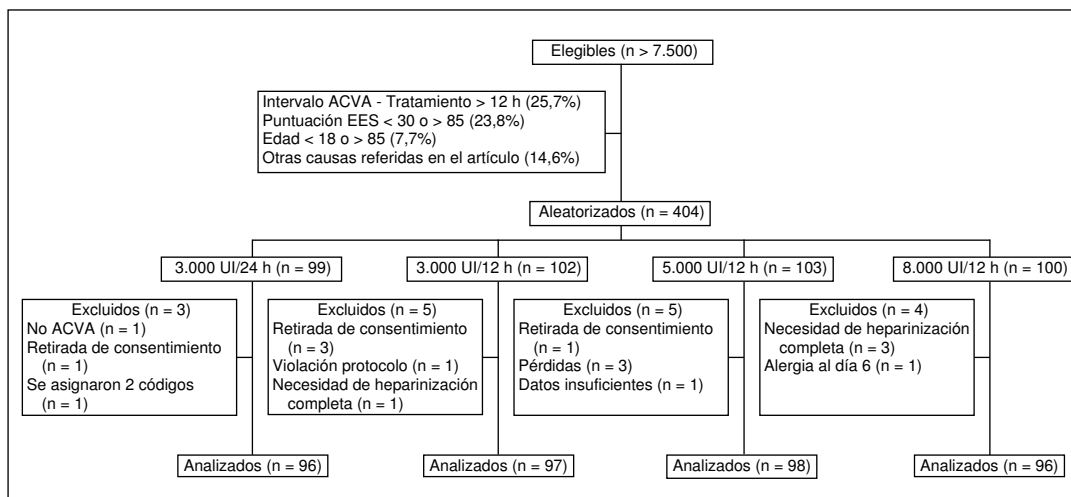 Elegibles (n > 7.500)
Intervalo ACVA - Tratamiento > 12 h (25,7%)
Puntuación EES < 30 o > 85 (23,8%)
Edad < 18 o > 85 (7,7%)
Otras causas referidas en el artículo (14,6%)
Aleatorizados (n = 404)
3.000 UI/24 h (n = 99)
3.000 UI/12 h (n = 102)
5.000 UI/12 h (n = 103)
8.000 UI/12 h (n = 100)
Excluidos (n = 3)
No ACVA (n = 1)
Retirada de consentimiento
(n = 1)
Se asignaron 2 códigos
(n = 1)
Excluidos (n = 5)
Retirada de consentimiento
(n = 3)
Violación protocolo (n = 1)
Necesidad de heparinización
completa (n = 1)
Excluidos (n = 5)
Retirada de consentimiento
(n = 1)
Pérdidas (n = 3)
Datos insuficientes (n = 1)
Excluidos (n = 4)
Necesidad de heparinización
completa (n = 3)
Alergia al día 6 (n = 1)
Analizados (n = 96)
Analizados (n = 97)
Analizados (n = 98)
Analizados (n = 96)